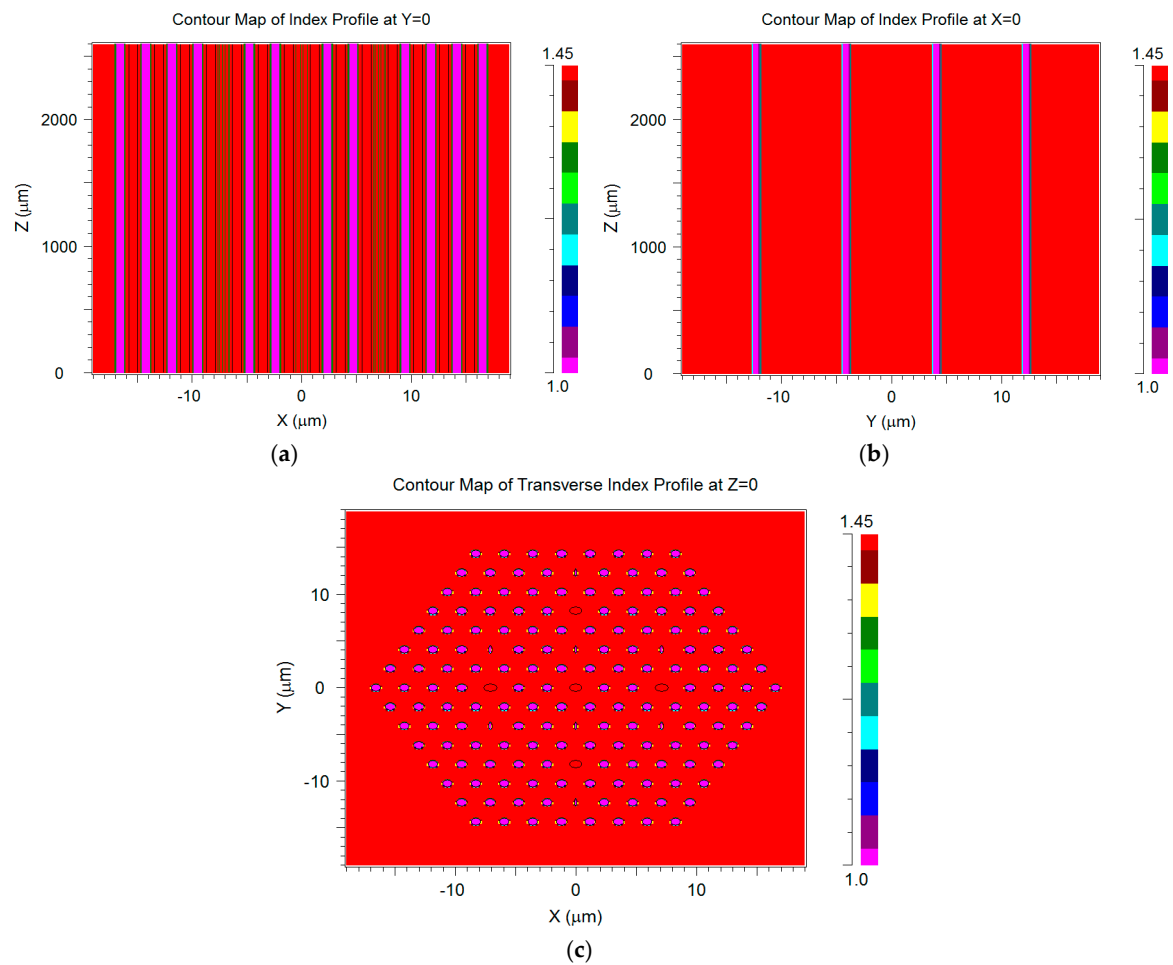 Contour Map of Index Profile at Y=0
1.45
2000
1000
0
Z (μm)
-10
0
10
X (μm)
1.0
(a)
Contour Map of Index Profile at X=0
1.45
2000
1000
0
Z (μm)
-10
0
10
Y (μm)
1.0
(b)
Contour Map of Transverse Index Profile at Z=0
1.45
10
0
-10
Y (μm)
-10
0
10
X (μm)
1.0
(c)